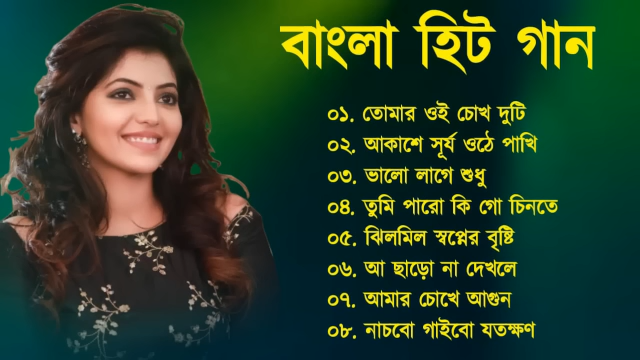 বাংলা হিট গান
০১. তোমার ওই চোখ দুটি
০২. আকাশে সূর্য ওঠে পাখি
০৩. ভালো লাগে শুধু
০৪. তুমি পারো কি গো চিনতে
০৫. ঝিলমিল স্বপ্নের বৃষ্টি
০৬. আ ছাড়ো না দেখলে
০৭. আমার চোখে আগুন
০৮. নাচবো গাইবো যতক্ষণ